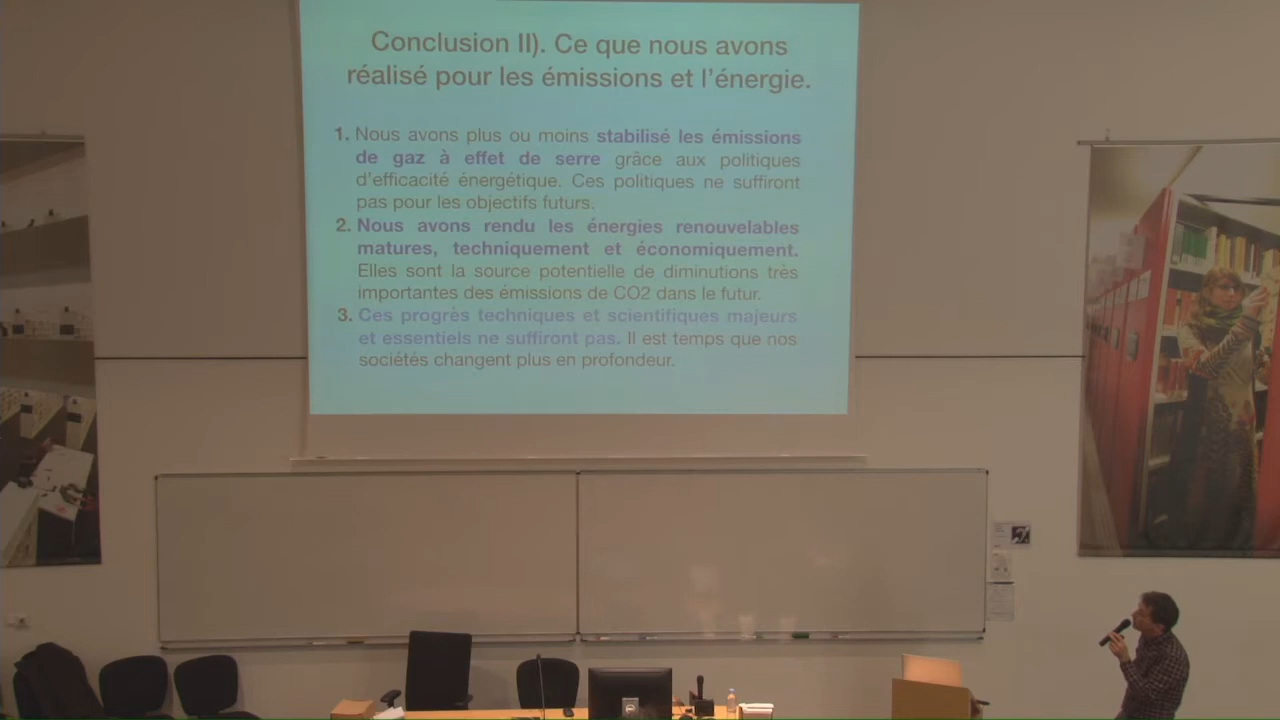 Conclusion II). Ce que nous avons
réalisé pour les émissions et l'énergie.
1. Nous avons plus ou moins stabilisé les émissions
de gaz à effet de serre grâce aux politiques
d'efficacité énergétique. Ces politiques ne suffiront
pas pour les objectifs futurs.
2. Nous avons rendu les énergies renouvelables
matures, techniquement et économiquement.
Elles sont la source potentielle de diminutions très
importantes des émissions de CO2 dans le futur.
3. Ces progrès techniques et scientifiques majeurs
et essentiels ne suffiront pas. Il est temps que nos
sociétés changent plus en profondeur.